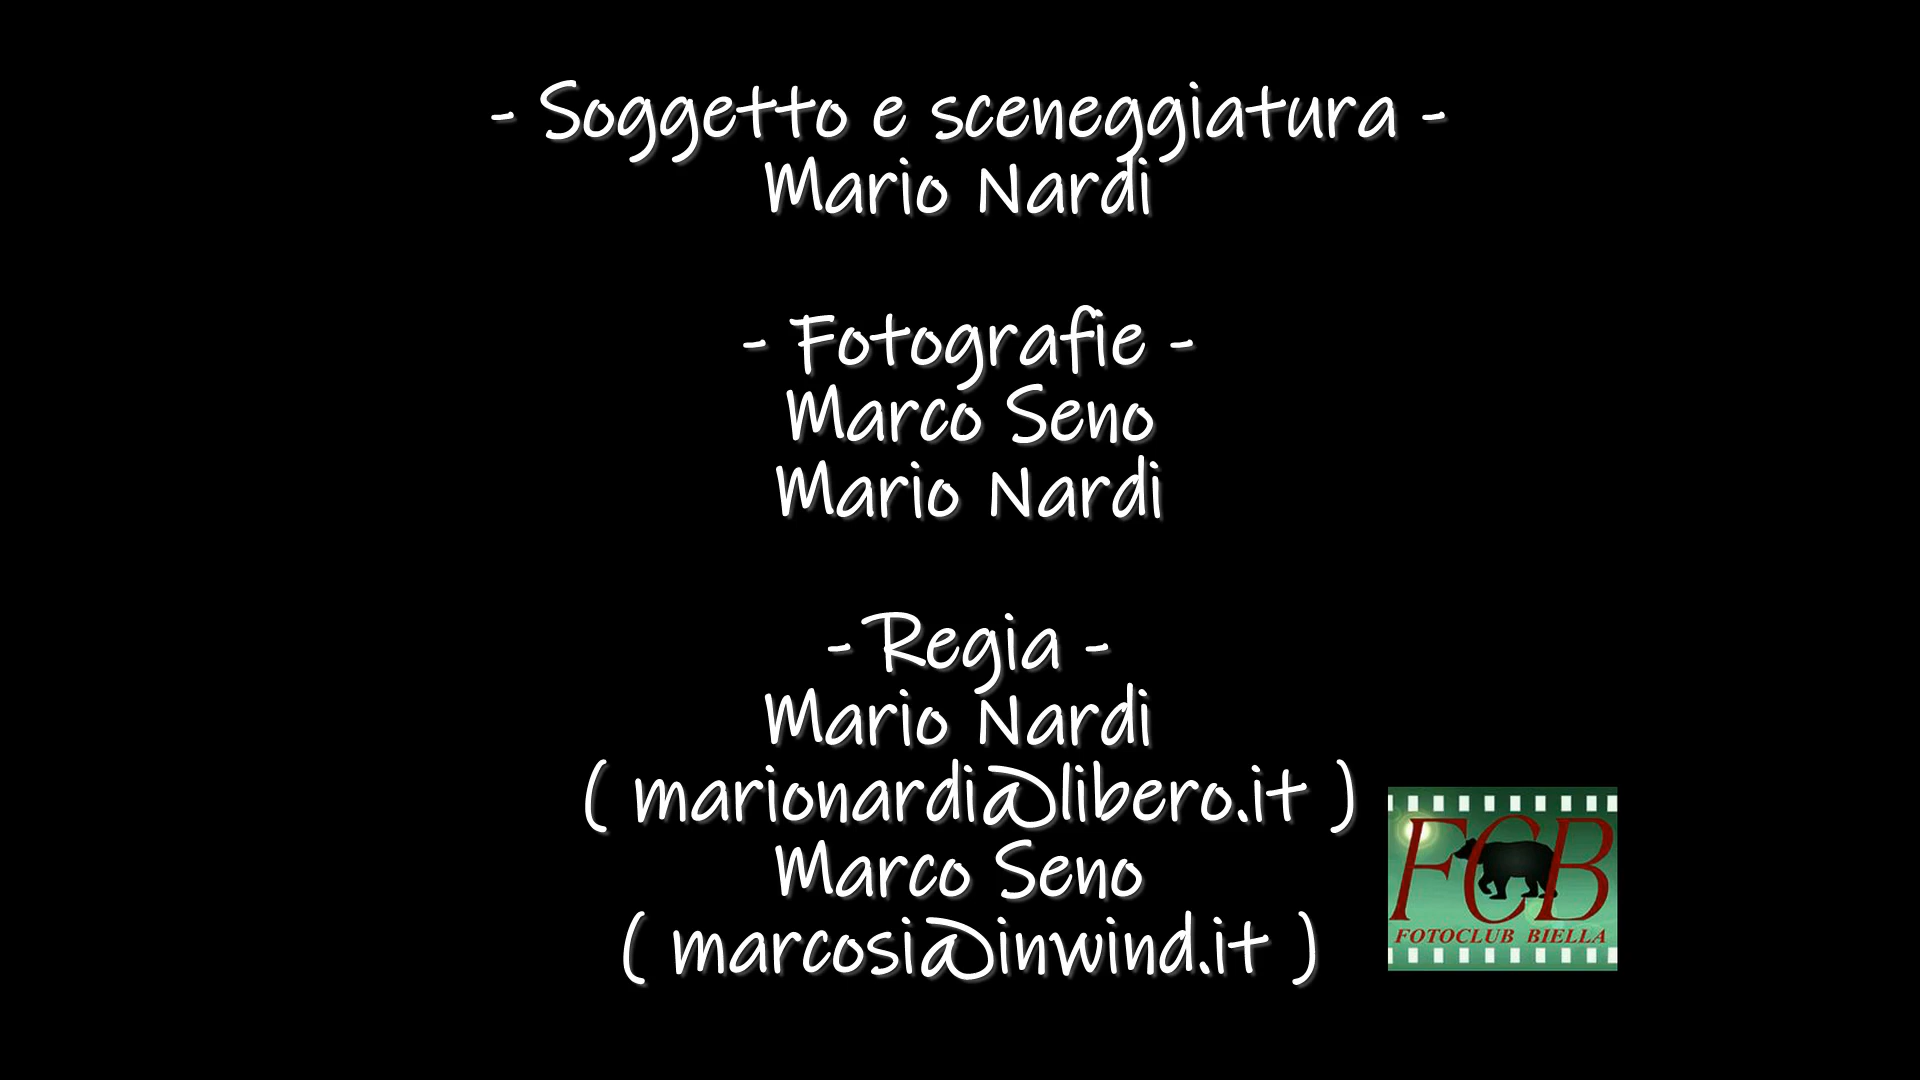 - Soggetto e sceneggiatura -
Mario Nardi
- Fotografie -
Marco Seno
Mario Nardi
- Regia -
Mario Nardi
( marionardi@libero.it )
Marco Seno
( marcosi@inwind.it )
FCB
FOTOCLUB BIELLA